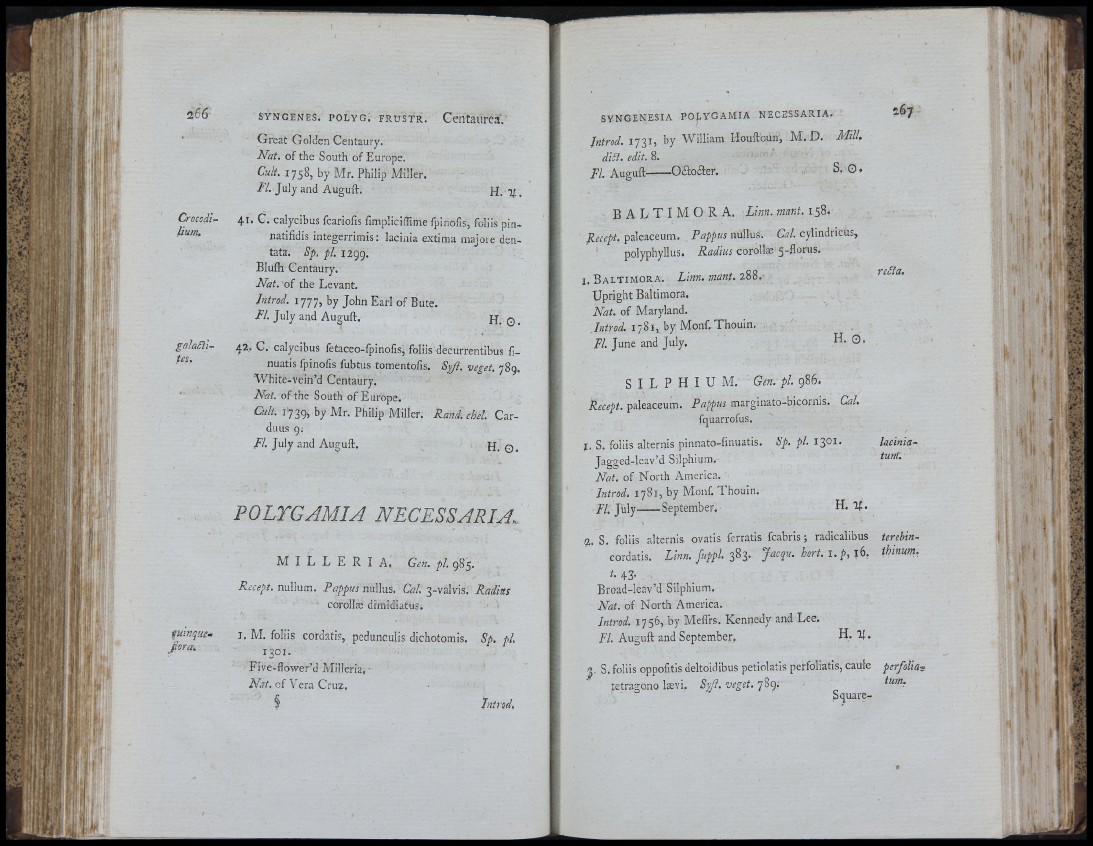 266 SYNGENES. POLYG. FRUSTR. Centaurea.
Great Golden Centaury.
Nat. of the South of Europe.
Cult. 1758, by Mr. Philip Miller.
Fl. July and Auguſt. H. ♃.
Crocodi- 41. C. calycibus ſcarioſis ſimpliciſſime ſpinoſis, foliis pin-
lium. natifidis integerrimis: lacinia extima majore den-
tata. Sp. pl. 1299.
Bluſh Centaury.
Nat. of the Levant.
Introd. 1777, by John Earl of Bute.
Fl. July and Auguſt. H. ☉.
galacti- 42. C. calycibus ſetaceo-ſpinoſis, foliis decurrentibus ſi-
tes. nuatis ſpinoſis ſubtus tomentoſis. Syſt. veget. 789.
White-vein'd Centaury.
Nat. of the South of Europe.
Cult. 1739, by Mr. Philip Miller. Rand. chel. Car-
duus 9.
Fl. July and Auguſt. H. ☉.
POLYGAMIA NECESSARIA.
MILLERIA. Gen. pl. 985.
Recept. nullum. Pappus nullus. Cal. 3-valvis. Radius
corollæ dimidiatus.
quinque- 1. M. foliis cordatis, pedunculis dichotomis. Sp. pl.
flora. 1301.
Five-flower'd Milleria.
Nat. of Vera Cruz.
§ Introd.
SYNGENESIA POLYGAMIA NECESSARIA. 267
Introd. 1731, by William Houſtoun, M. D. Mill.
dict. edit. 8.
Fl. Auguſt——Octocter. S. ☉.
BALTIMORA. Linn. mant. 158.
Recept. paleaceum. Pappus nullus. Cal. cylindricus,
polyphyllus. Radius corollæ 5-florus.
1. BALTIMORA. Linn. mant. 288. recta.
Upright Baltimora.
Nat. of Maryland.
Introd. 1781, by Monſ. Thouin.
Fl. June and July. H. ☉.
SILPHIUM. Gen. pl. 986.
Recept. paleaceum. Pappus marginato-bicornis. Cal.
ſquarroſus.
1. S. foliis alternis pinnato-ſinuatis. Sp. pl. 1301. lacinia-
Jagged-leav'd Silphium. tum.
Nat. of North America.
Introd. 1781, by Monſ. Thouin.
Fl. July——September. H. ♃.
2. S. foliis alternis ovatis ſerratis ſcabris; radicalibus terebin-
cordatis. Linn. ſuppl. 383. Jacqu. hort. 1. p. 16. thinum.
t. 43.
Broad-leav'd Silphium.
Nat. of North America.
Introd. 1756, by Meſſrs. Kennedy and Lee.
Fl. Auguſt and September. H. ♃.
3. S. foliis oppoſitis deltoidibus petiolatis perfoliatis, caule perfolia-
tetragono lævi. Syſt. veget. 789. tum.
Square-